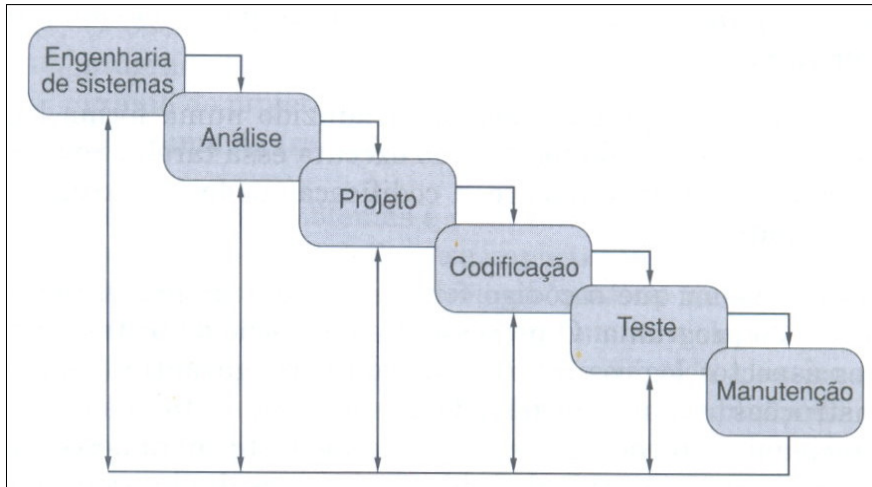 Engenharia
de sistemas
Análise
Projeto
Codificação
Teste
Manutenção